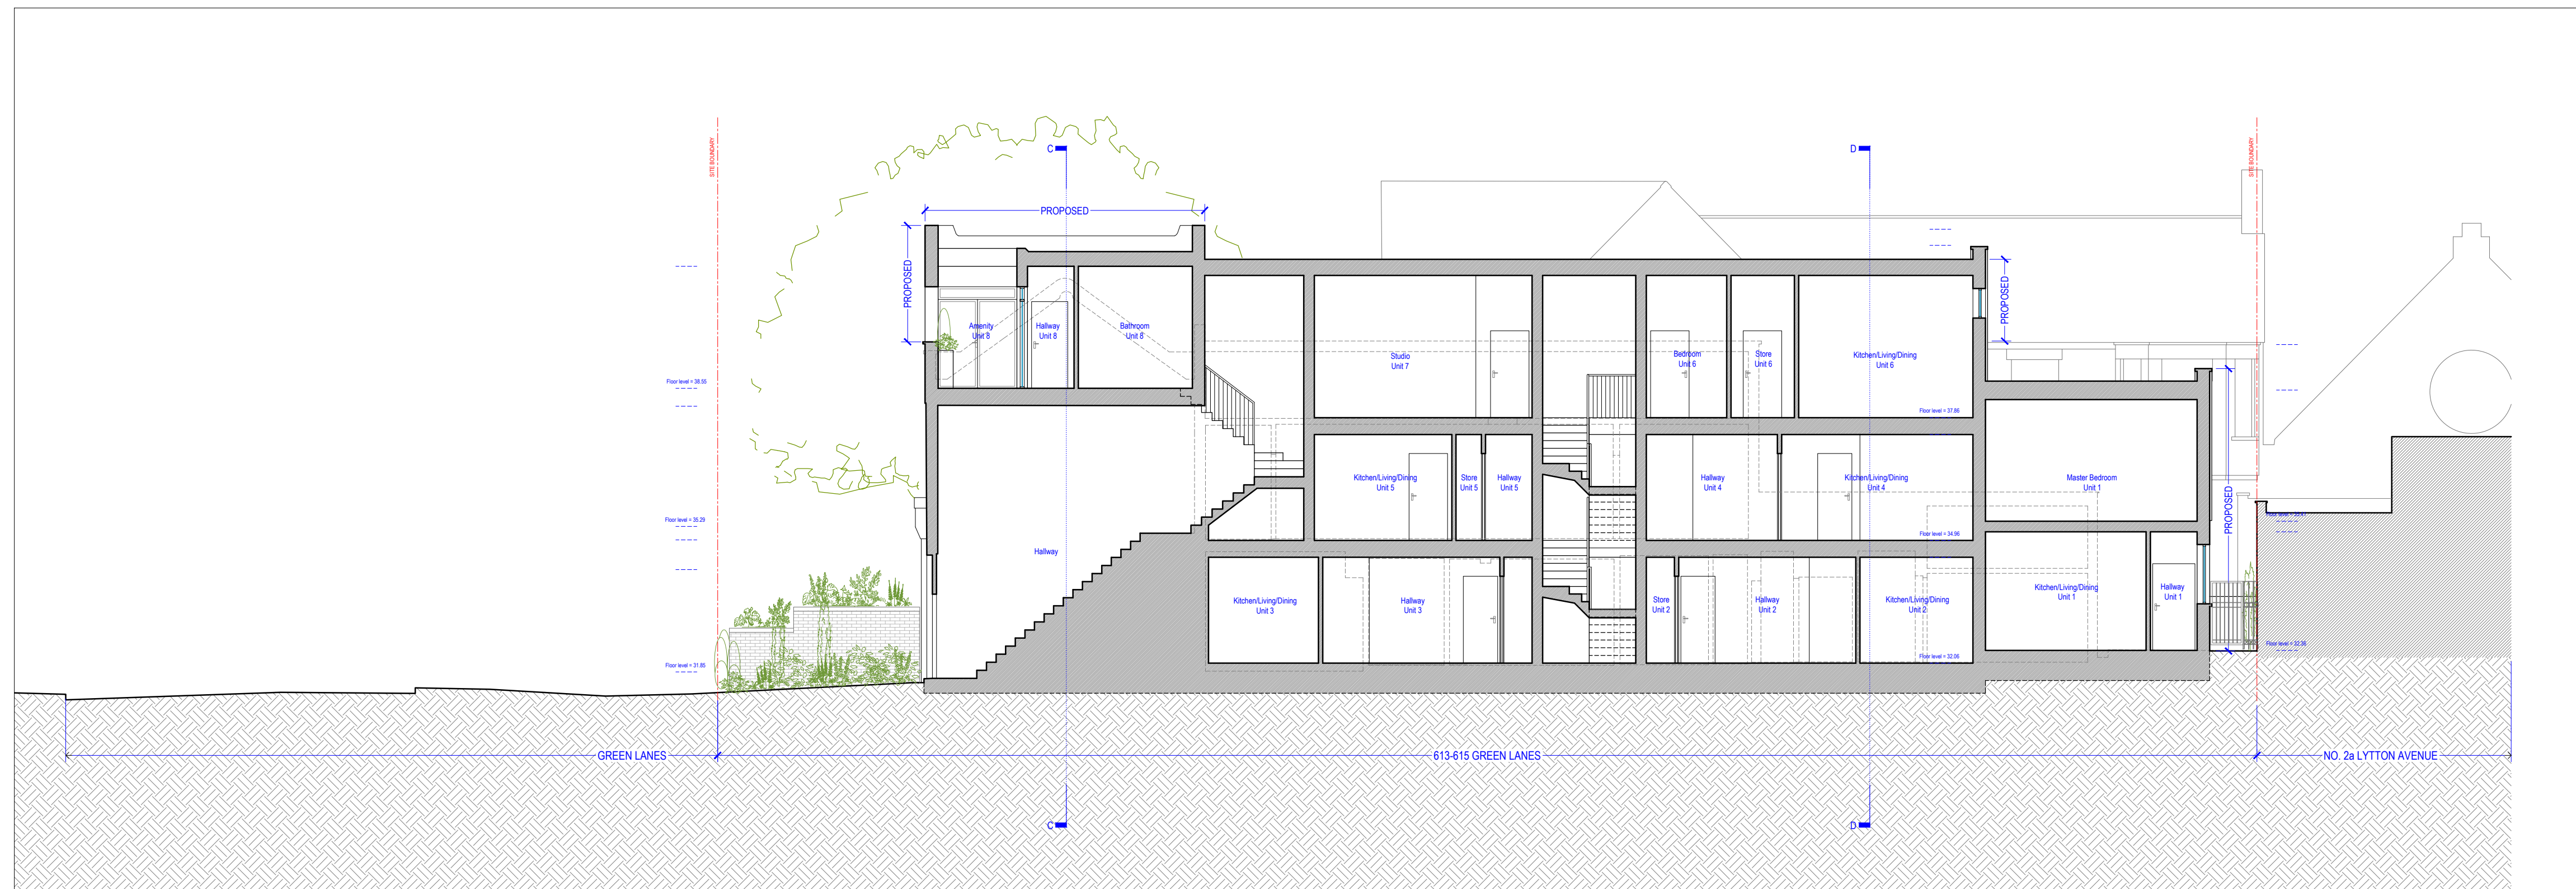 SITE BOUNDARY
SITE BOUNDARY
C
D
PROPOSED
PROPOSED
PROPOSED
Amenity
Unit 8
Hallway
Unit 8
Bathroom
Unit 8
Studio
Unit 7
Bedroom
Unit 6
Store
Unit 6
Kitchen/Living/Dining
Unit 6
Floor level = 38.55
Floor level = 37.86
Kitchen/Living/Dining
Unit 5
Store
Unit 5
Hallway
Unit 5
Hallway
Unit 4
Kitchen/Living/Dining
Unit 4
Master Bedroom
Unit 1
PROPOSED
Floor level = 35.29
Floor level = 34.96
Hallway
Kitchen/Living/Dining
Unit 3
Hallway
Unit 3
Store
Unit 2
Hallway
Unit 2
Kitchen/Living/Dining
Unit 2
Kitchen/Living/Dining
Unit 1
Hallway
Unit 1
Floor level = 31.85
Floor level = 32.06
Floor level = 32.36
GREEN LANES
613-615 GREEN LANES
NO. 2a LYTTON AVENUE
C
D